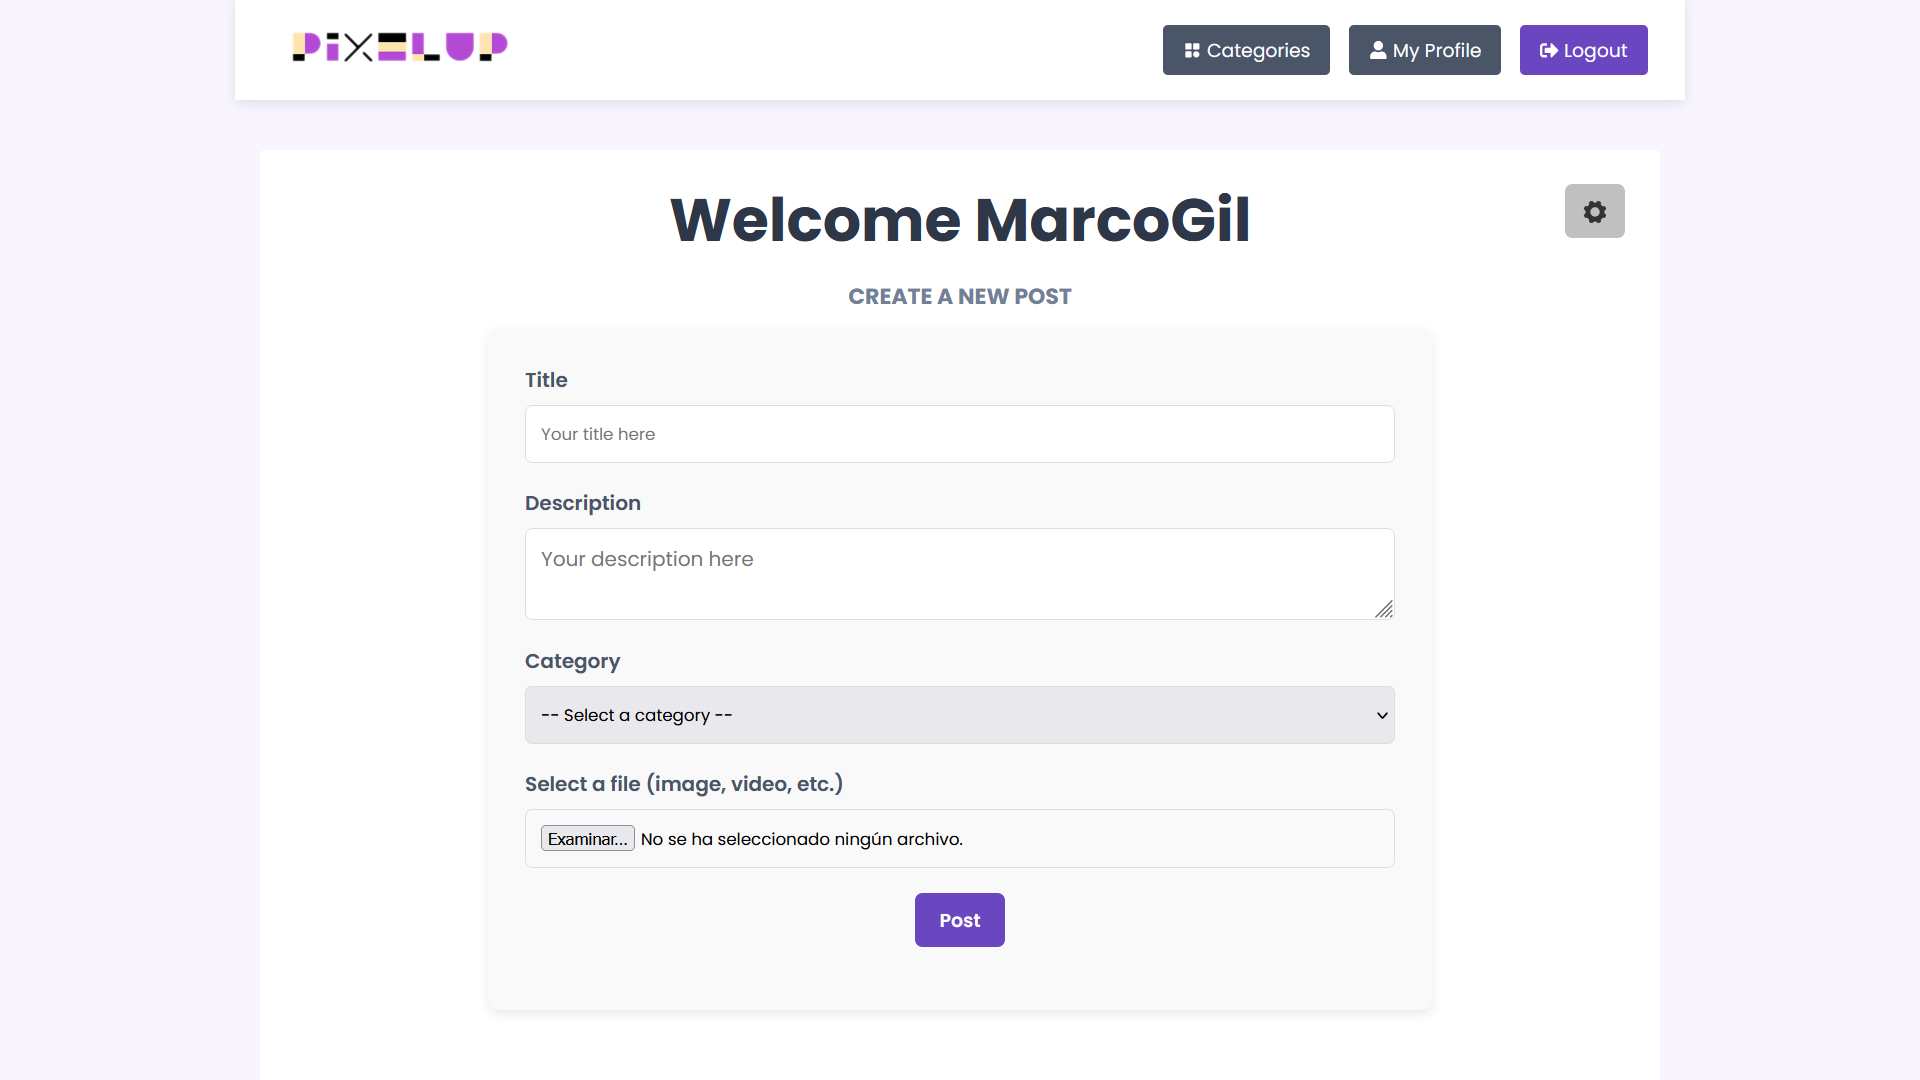 PiXELUP
Categories
My Profile
Logout
Welcome MarcoGil
CREATE A NEW POST
Title
Your title here
Description
Your description here
Category
-- Select a category --
Select a file (image, video, etc.)
Examinar... No se ha seleccionado ningún archivo.
Post